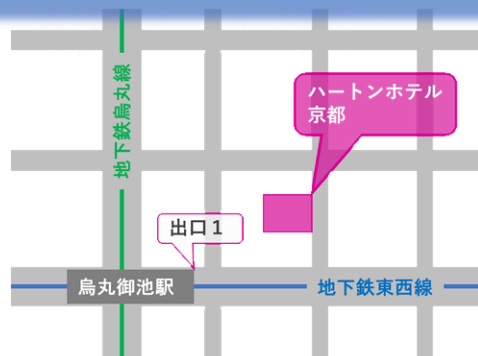 地下鉄烏丸線
ハートンホテル
京都
出口1
烏丸御池駅
地下鉄東西線